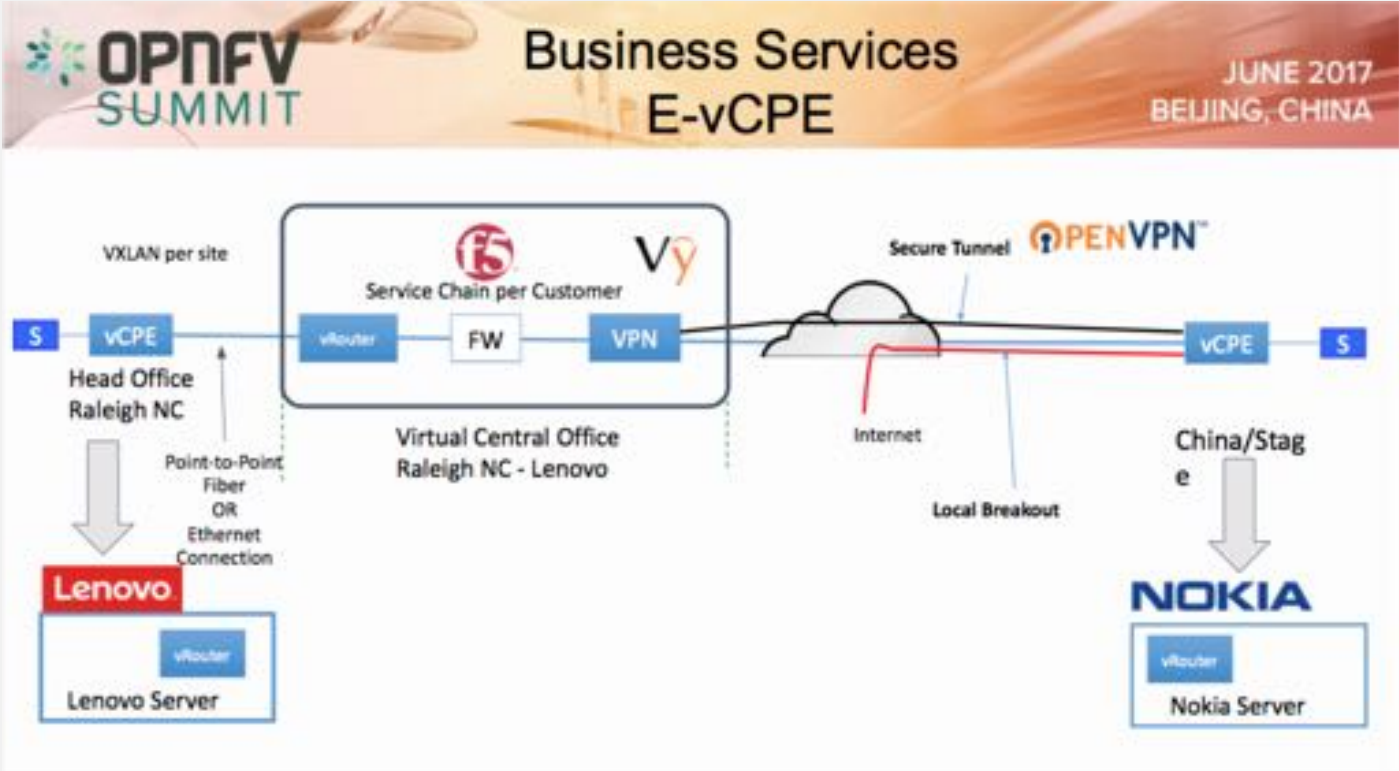 OPNFV
SUMMIT
Business Services
E-vCPE
JUNE 2017
BEIJING, CHINA
VXLAN per site
f5
Vy
Service Chain per Customer
Secure Tunnel
OPENVPN™
S
vCPE
vRouter
FW
VPN
vCPE
S
Head Office
Raleigh NC
Point-to-Point
Fiber
OR
Ethernet
Connection
Virtual Central Office
Raleigh NC - Lenovo
Internet
Local Breakout
China/Stag
e
Lenovo
vRouter
Lenovo Server
NOKIA
vRouter
Nokia Server